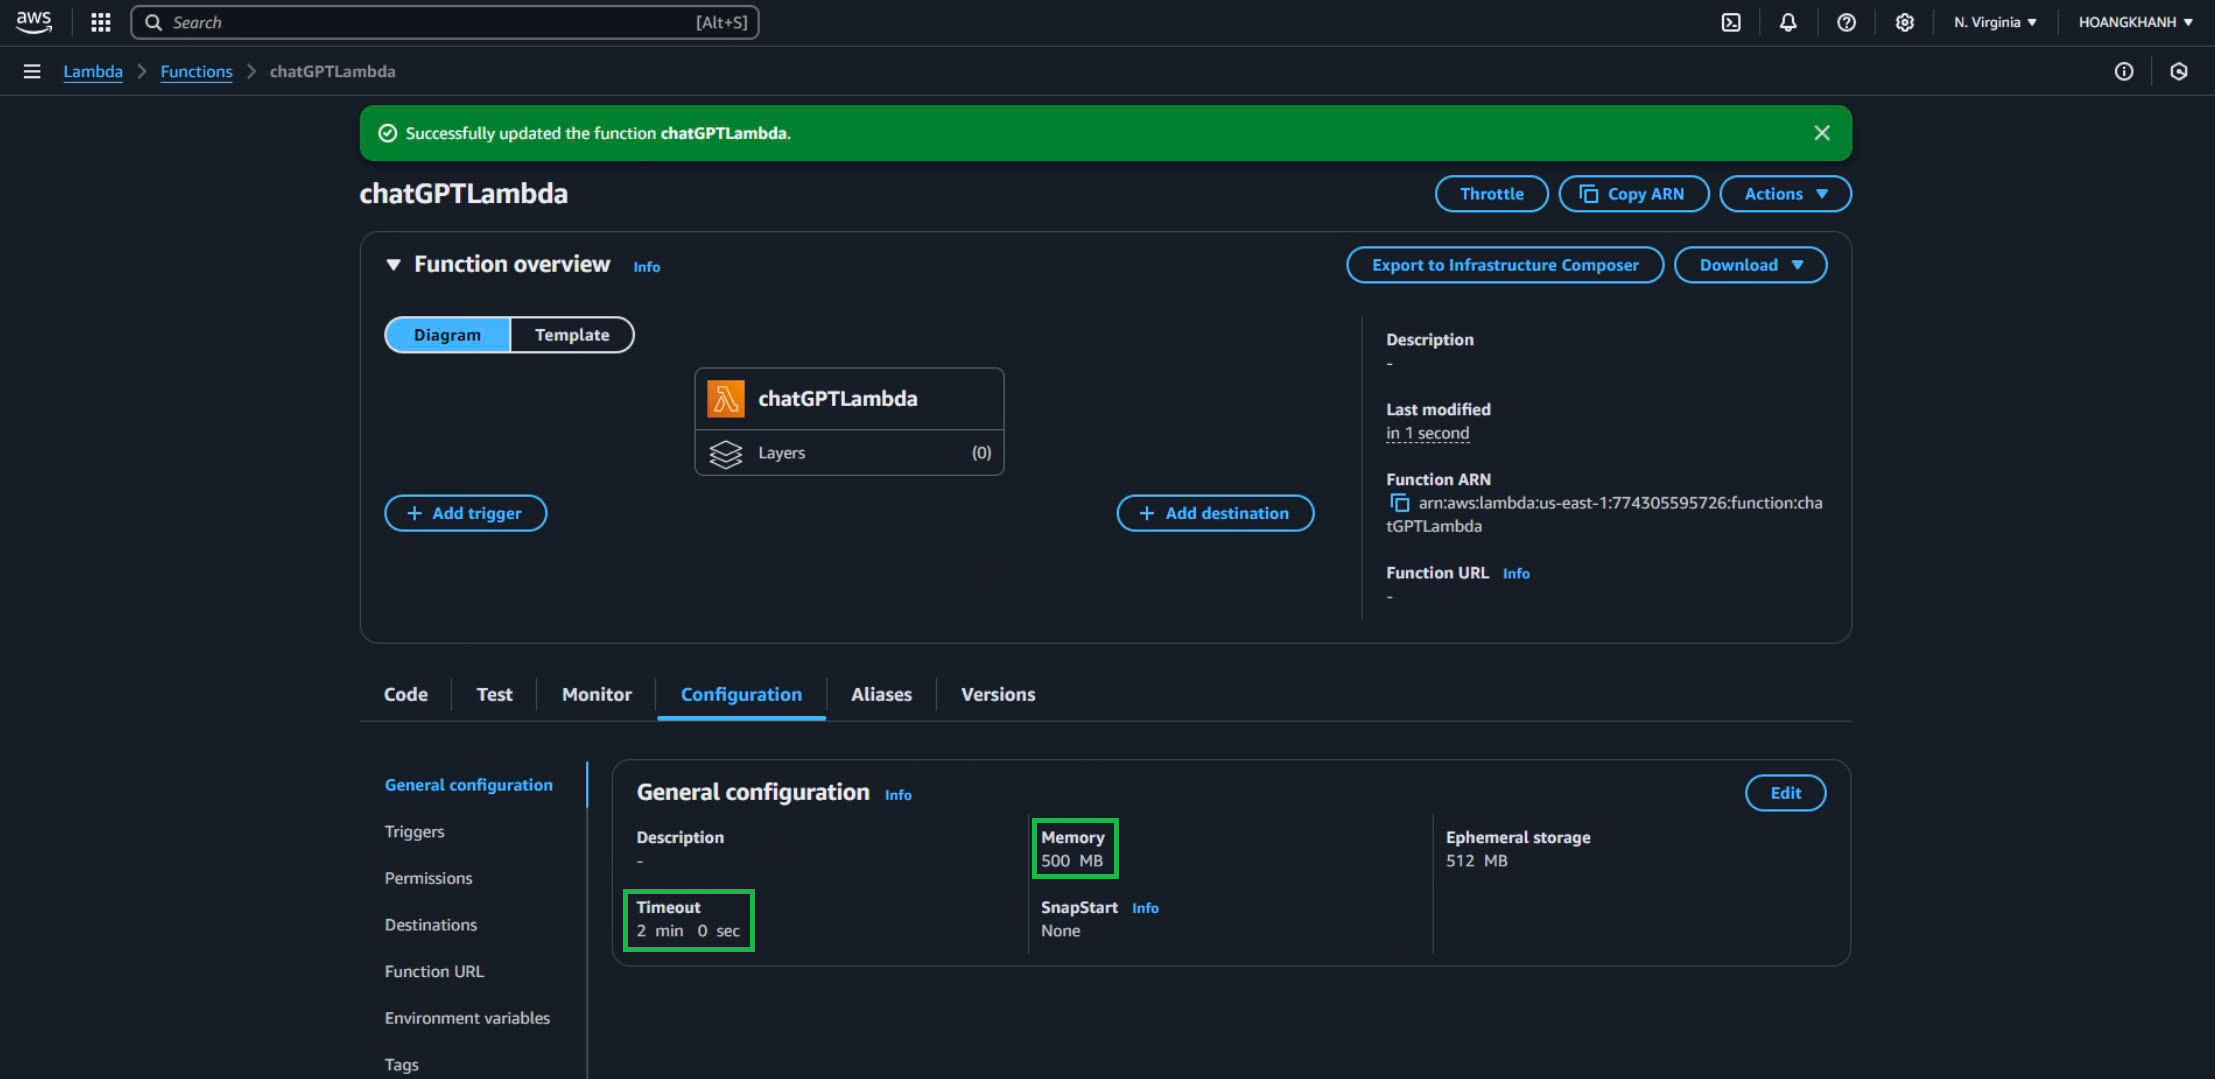 aws
Search [Alt+S]
N. Virginia
HOANGKHANH
Lambda
Functions
chatGPTLambda
Successfully updated the function chatGPTLambda.
chatGPTLambda
Throttle
Copy ARN
Actions
Function overview Info
Export to Infrastructure Composer
Download
Diagram
Template
chatGPTLambda
Layers (0)
+ Add trigger
+ Add destination
Description
-
Last modified
in 1 second
Function ARN
arn:aws:lambda:us-east-1:774305595726:function:cha
tGPTLambda
Function URL Info
-
Code
Test
Monitor
Configuration
Aliases
Versions
General configuration
Triggers
Permissions
Destinations
Function URL
Environment variables
Tags
General configuration Info
Edit
Description
-
Memory
500 MB
Ephemeral storage
512 MB
Timeout
2 min 0 sec
SnapStart Info
None